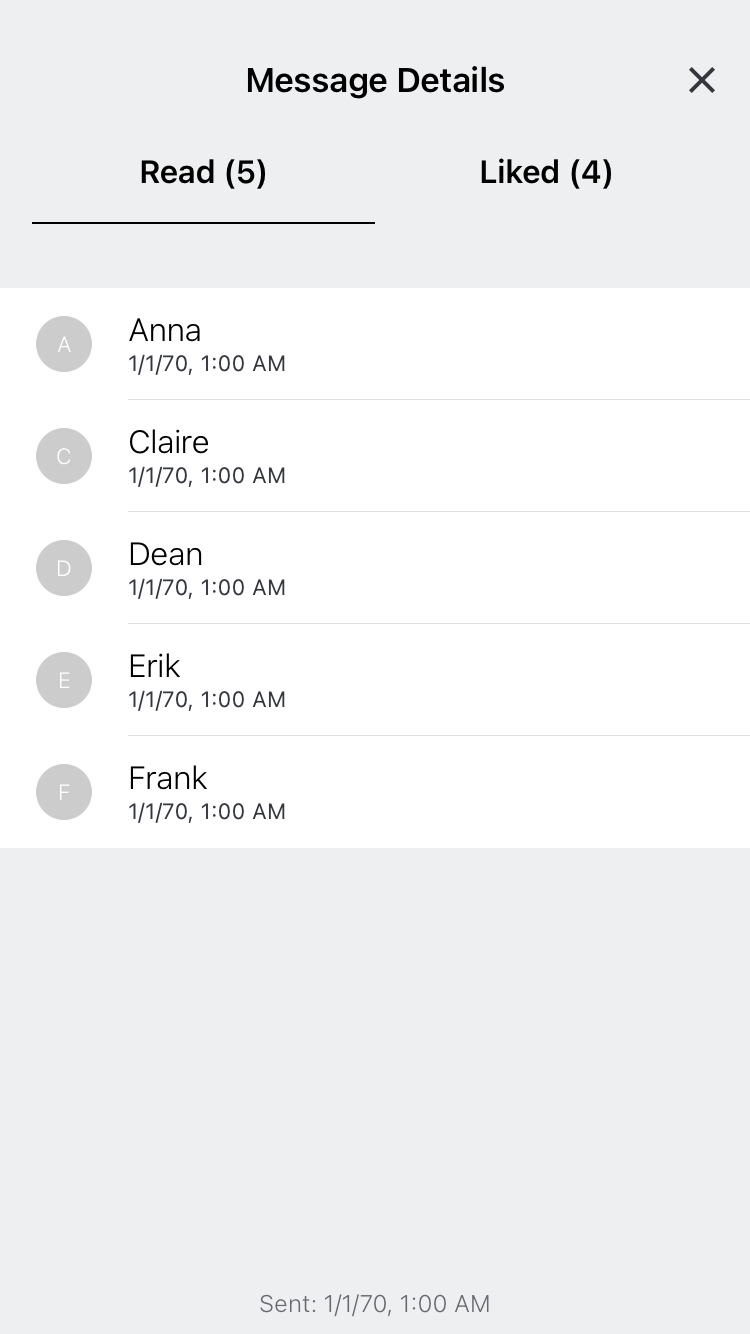 Message Details
Read (5)
Liked (4)
A
Anna
1/1/70, 1:00 AM
C
Claire
1/1/70, 1:00 AM
D
Dean
1/1/70, 1:00 AM
E
Erik
1/1/70, 1:00 AM
F
Frank
1/1/70, 1:00 AM
Sent: 1/1/70, 1:00 AM